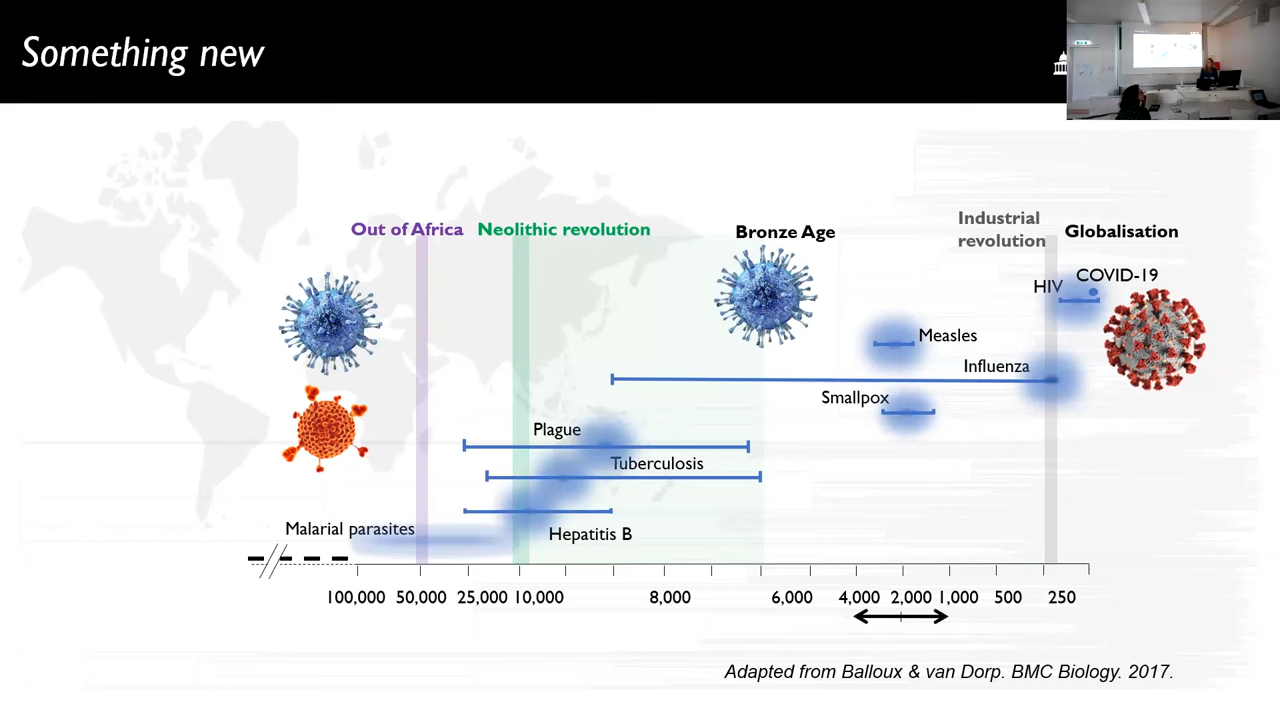 Something new
Out of Africa
Neolithic revolution
Bronze Age
Industrial
revolution
Globalisation
HIV
COVID-19
Measles
Influenza
Smallpox
Plague
Tuberculosis
Malarial parasites
Hepatitis B
100,000 50,000 25,000 10,000 8,000 6,000 4,000 2,000 1,000 500 250
Adapted from Balloux & van Dorp. BMC Biology. 2017.